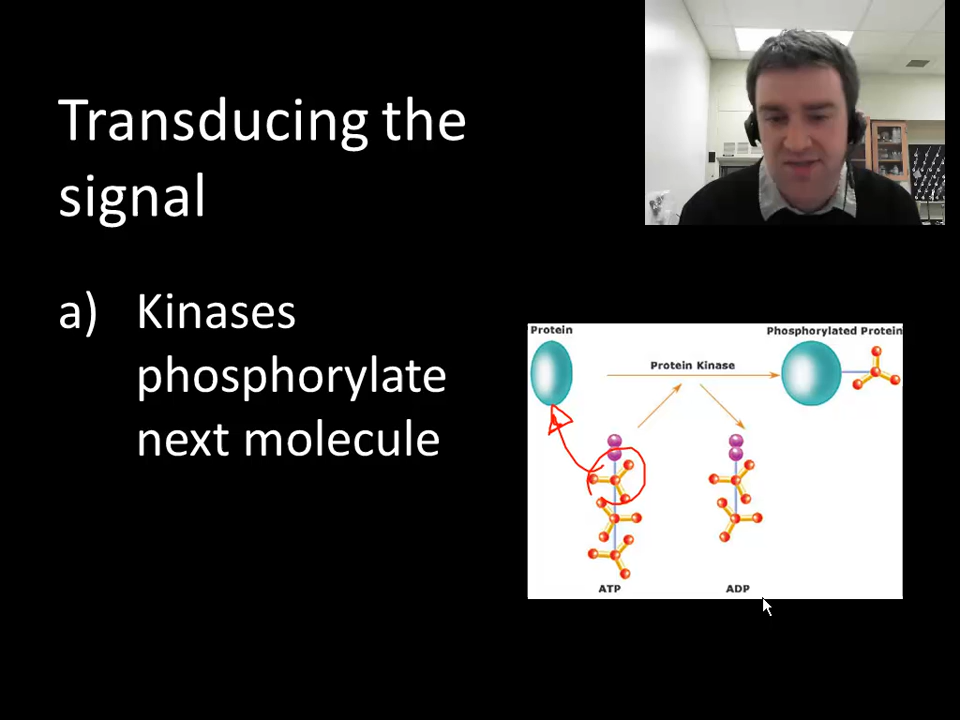 Transducing the
signal
a) Kinases
phosphorylate
next molecule
Protein
Phosphorylated Protein
Protein Kinase
ATP
ADP